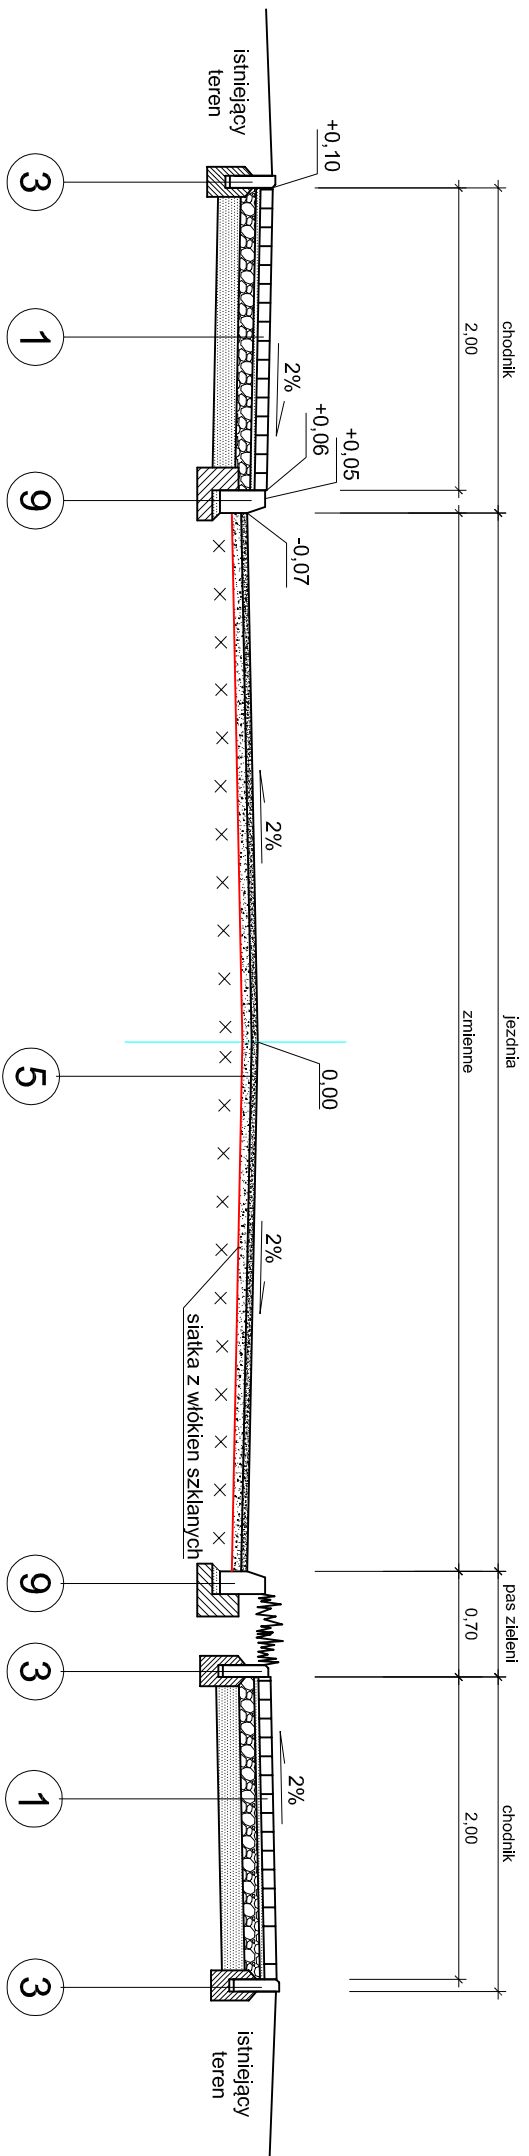 chodnik
jezdnia
pas zieleni
chodnik
2,00
zmienne
0,70
2,00
+0,10
+0,05
+0,06
-0,07
0,00
2%
2%
2%
2%
istniejący
teren
siatka z włókien szklanych
istniejący
teren
3
1
9
5
9
3
1
3